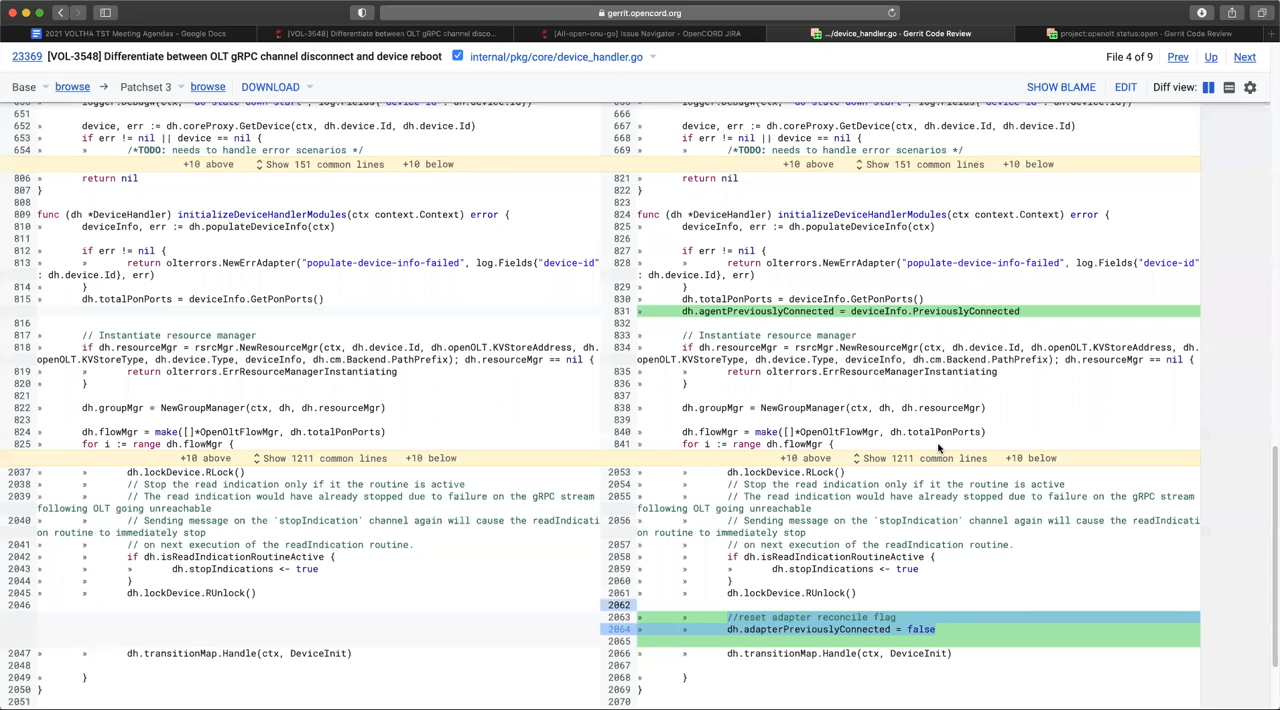 gerrit.opencord.org
2021 VOLTHA TST Meeting Agendas - Google Docs
[VOL-3548] Differentiate between OLT gRPC channel disco...
[All-open-onu-go] Issue Navigator - OpenCORD JIRA
.../device_handler.go · Gerrit Code Review
project:opencord status:open · Gerrit Code Review
23369 [VOL-3548] Differentiate between OLT gRPC channel disconnect and device reboot internal/pkg/core/device_handler.go
File 4 of 9 Prev Up Next
Base browse → Patchset 3 browse DOWNLOAD
SHOW BLAME EDIT Diff view:
651
652 » device, err := dh.coreProxy.GetDevice(ctx, dh.device.Id, dh.device.Id)
653 » if err != nil || device == nil {
654 » » /*TODO: needs to handle error scenarios */
+10 above Show 151 common lines +10 below
806 » return nil
807 }
808
809 func (dh *DeviceHandler) initializeDeviceHandlerModules(ctx context.Context) error {
810 » deviceInfo, err := dh.populateDeviceInfo(ctx)
811
812 » if err != nil {
813 » » return olterrors.NewErrAdapter("populate-device-info-failed", log.Fields{"device-id"
: dh.device.Id}, err)
814 » }
815 » dh.totalPonPorts = deviceInfo.GetPonPorts()
816
817 » // Instantiate resource manager
818 » if dh.resourceMgr = rsrcMgr.NewResourceMgr(ctx, dh.device.Id, dh.openOLT.KVStoreAddress, dh.
openOLT.KVStoreType, dh.device.Type, deviceInfo, dh.cm.Backend.PathPrefix); dh.resourceMgr == nil {
819 » » return olterrors.ErrResourceManagerInstantiating
820 » }
821
822 » dh.groupMgr = NewGroupManager(ctx, dh, dh.resourceMgr)
823
824 » dh.flowMgr = make([]*OpenOltFlowMgr, dh.totalPonPorts)
825 » for i := range dh.flowMgr {
+10 above Show 1211 common lines +10 below
2037 » » dh.lockDevice.RLock()
2038 » » // Stop the read indication only if it the routine is active
2039 » » // The read indication would have already stopped due to failure on the gRPC stream
following OLT going unreachable
2040 » » // Sending message on the 'stopIndication' channel again will cause the readIndicati
on routine to immediately stop
2041 » » // on next execution of the readIndication routine.
2042 » » if dh.isReadIndicationRoutineActive {
2043 » » » dh.stopIndications <- true
2044 » » }
2045 » » dh.lockDevice.RUnlock()
2046
2047 » » dh.transitionMap.Handle(ctx, DeviceInit)
2048
2049 » }
2050 }
2051
666
667 » device, err := dh.coreProxy.GetDevice(ctx, dh.device.Id, dh.device.Id)
668 » if err != nil || device == nil {
669 » » /*TODO: needs to handle error scenarios */
+10 above Show 151 common lines +10 below
821 » return nil
822 }
823
824 func (dh *DeviceHandler) initializeDeviceHandlerModules(ctx context.Context) error {
825 » deviceInfo, err := dh.populateDeviceInfo(ctx)
826
827 » if err != nil {
828 » » return olterrors.NewErrAdapter("populate-device-info-failed", log.Fields{"device-id"
: dh.device.Id}, err)
829 » }
830 » dh.totalPonPorts = deviceInfo.GetPonPorts()
831 » dh.agentPreviouslyConnected = deviceInfo.PreviouslyConnected
832
833 » // Instantiate resource manager
834 » if dh.resourceMgr = rsrcMgr.NewResourceMgr(ctx, dh.device.Id, dh.openOLT.KVStoreAddress, dh.
openOLT.KVStoreType, dh.device.Type, deviceInfo, dh.cm.Backend.PathPrefix); dh.resourceMgr == nil {
835 » » return olterrors.ErrResourceManagerInstantiating
836 » }
837
838 » dh.groupMgr = NewGroupManager(ctx, dh, dh.resourceMgr)
839
840 » dh.flowMgr = make([]*OpenOltFlowMgr, dh.totalPonPorts)
841 » for i := range dh.flowMgr {
+10 above Show 1211 common lines +10 below
2053 » » dh.lockDevice.RLock()
2054 » » // Stop the read indication only if it the routine is active
2055 » » // The read indication would have already stopped due to failure on the gRPC stream
following OLT going unreachable
2056 » » // Sending message on the 'stopIndication' channel again will cause the readIndicati
on routine to immediately stop
2057 » » // on next execution of the readIndication routine.
2058 » » if dh.isReadIndicationRoutineActive {
2059 » » » dh.stopIndications <- true
2060 » » }
2061 » » dh.lockDevice.RUnlock()
2062
2063 » » //reset adapter reconcile flag
2064 » » dh.adapterPreviouslyConnected = false
2065
2066 » » dh.transitionMap.Handle(ctx, DeviceInit)
2067
2068 » }
2069 }
2070